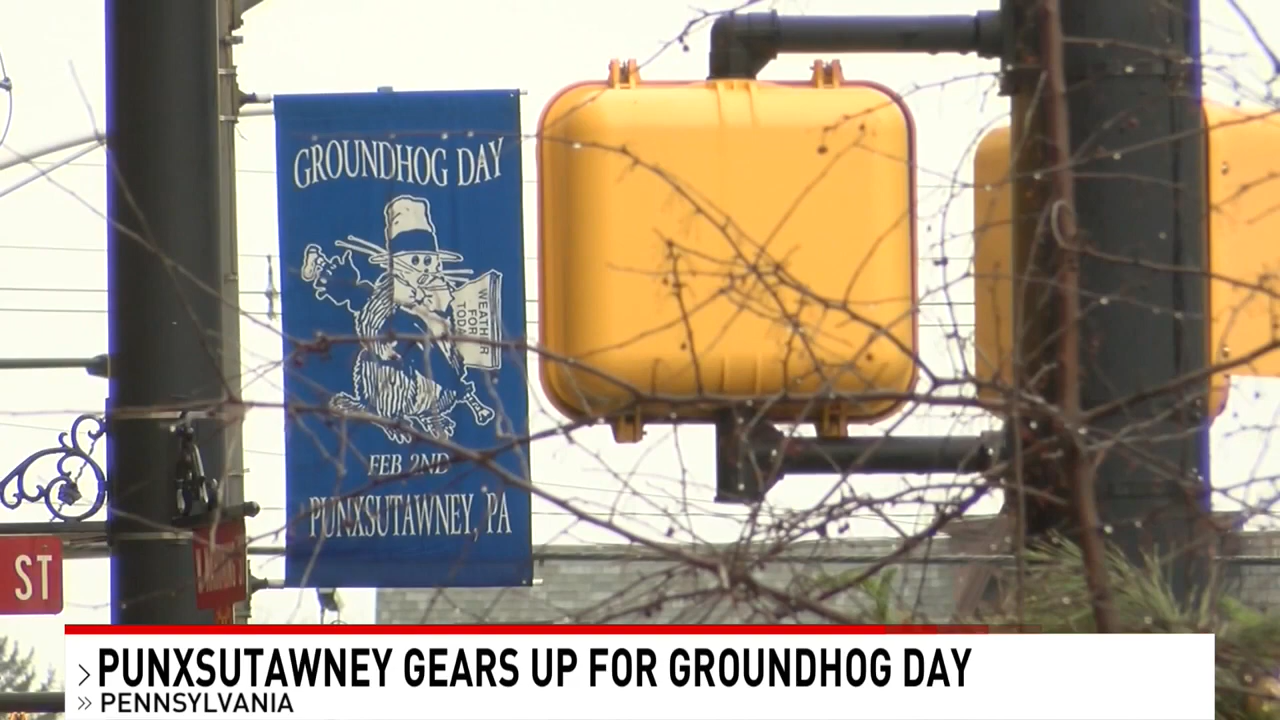 GROUNDHOG DAY
WEATHER
FOR
TODAY
FEB 2ND
PUNXSUTAWNEY, PA
ST
PUNXSUTAWNEY GEARS UP FOR GROUNDHOG DAY
PENNSYLVANIA